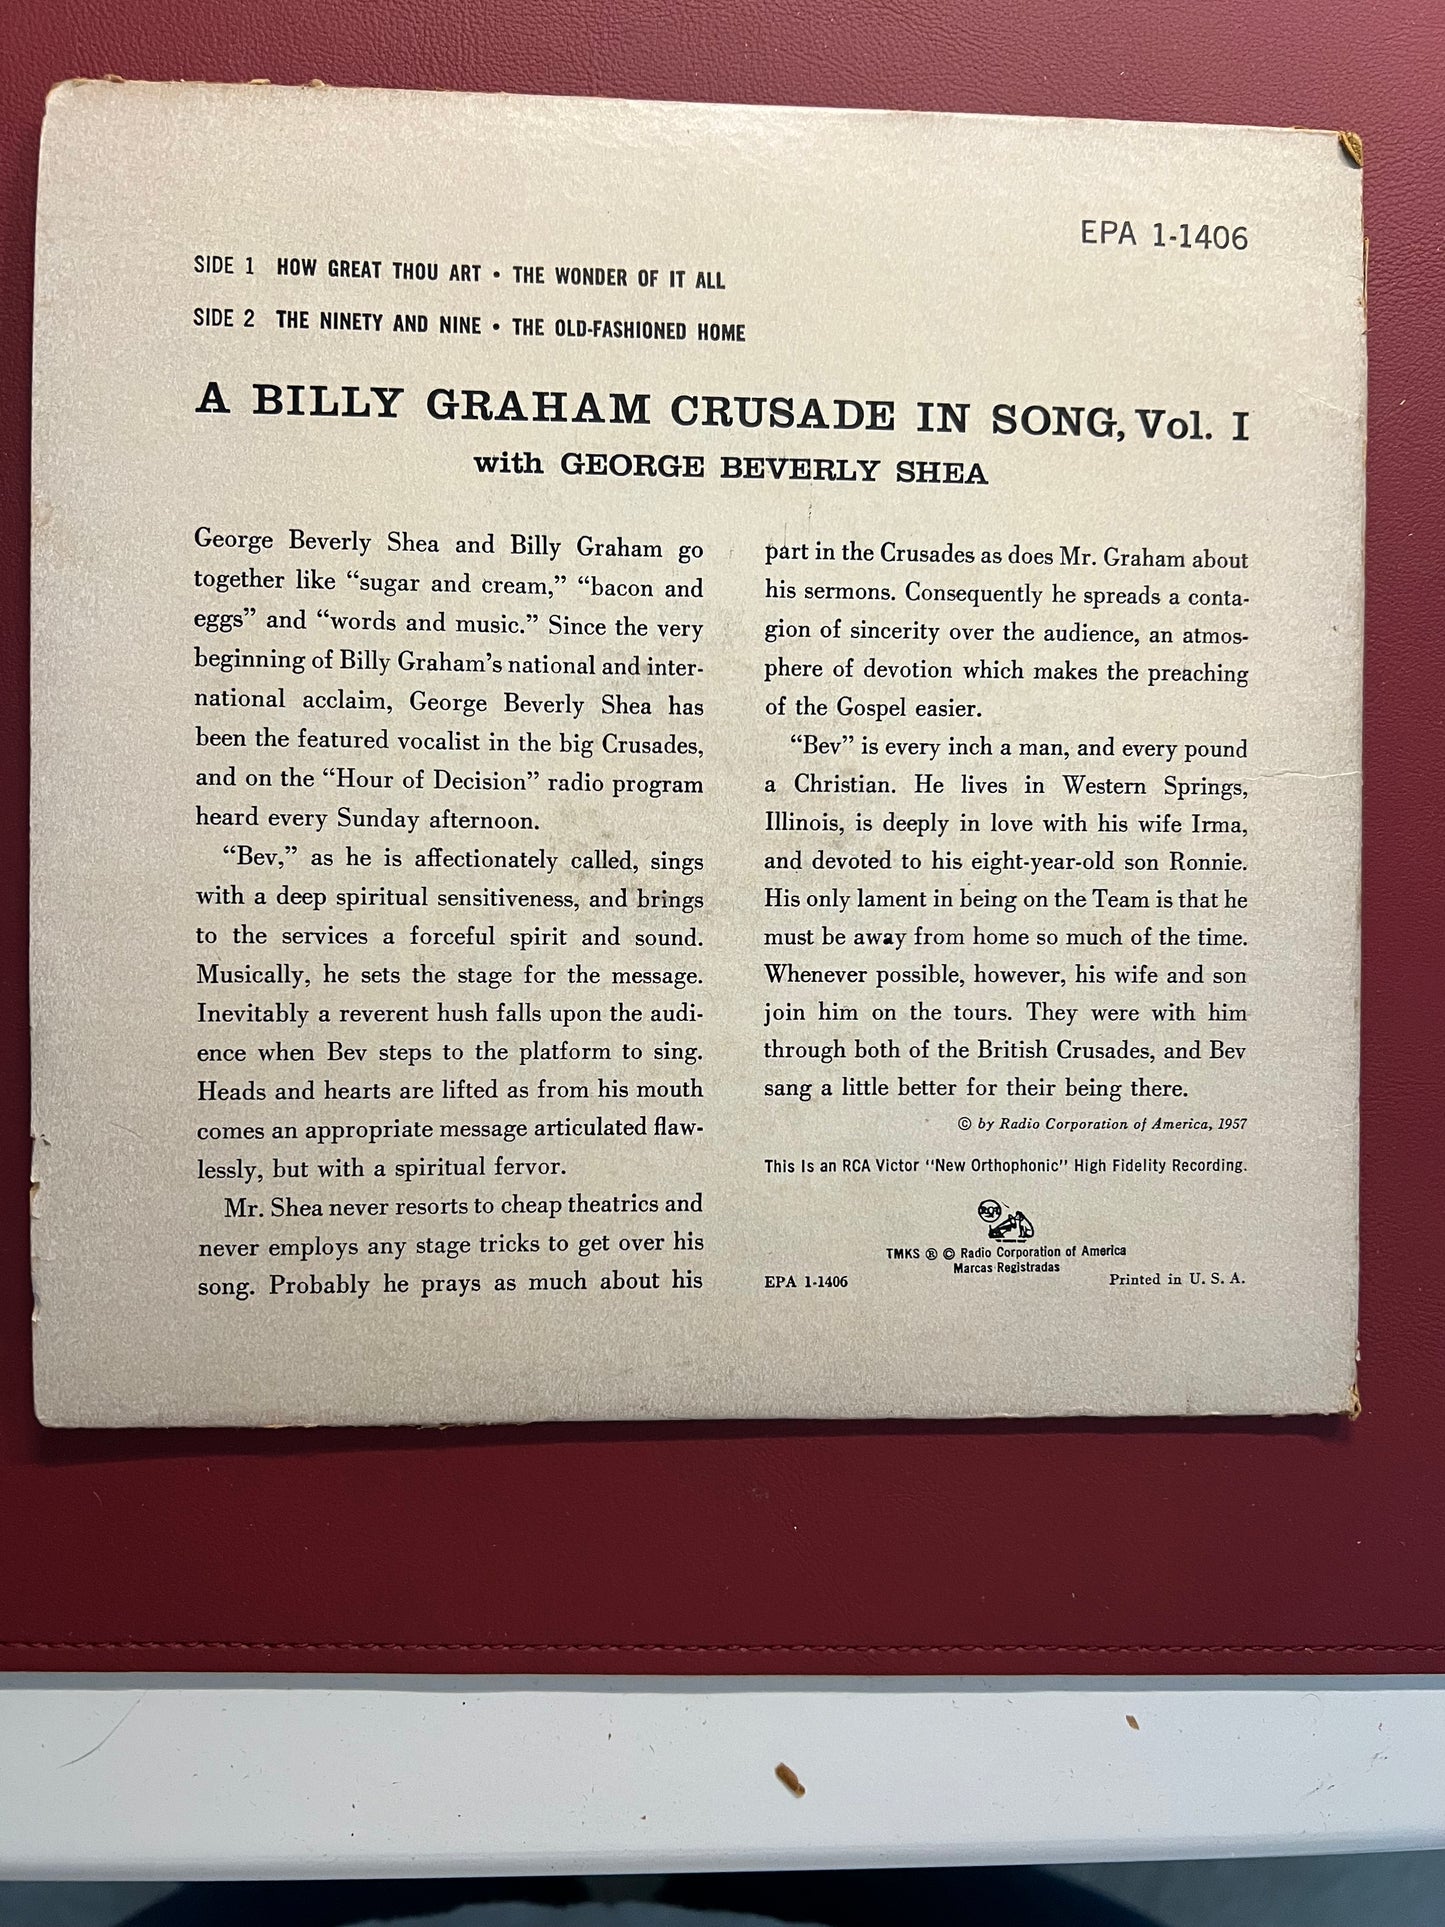 EPA 1-1406
SIDE 1 HOW GREAT THOU ART • THE WONDER OF IT ALL
SIDE 2 THE NINETY AND NINE • THE OLD-FASHIONED HOME
A BILLY GRAHAM CRUSADE IN SONG, Vol. I
with GEORGE BEVERLY SHEA
George Beverly Shea and Billy Graham go
together like “sugar and cream,” “bacon and
eggs” and “words and music.” Since the very
beginning of Billy Graham’s national and inter-
national acclaim, George Beverly Shea has
been the featured vocalist in the big Crusades,
and on the “Hour of Decision” radio program
heard every Sunday afternoon.
“Bev,” as he is affectionately called, sings
with a deep spiritual sensitiveness, and brings
to the services a forceful spirit and sound.
Musically, he sets the stage for the message.
Inevitably a reverent hush falls upon the audi-
ence when Bev steps to the platform to sing.
Heads and hearts are lifted as from his mouth
comes an appropriate message articulated flaw-
lessly, but with a spiritual fervor.
Mr. Shea never resorts to cheap theatrics and
never employs any stage tricks to get over his
song. Probably he prays as much about his
part in the Crusades as does Mr. Graham about
his sermons. Consequently he spreads a conta-
gion of sincerity over the audience, an atmos-
phere of devotion which makes the preaching
of the Gospel easier.
“Bev” is every inch a man, and every pound
a Christian. He lives in Western Springs,
Illinois, is deeply in love with his wife Irma,
and devoted to his eight-year-old son Ronnie.
His only lament in being on the Team is that he
must be away from home so much of the time.
Whenever possible, however, his wife and son
join him on the tours. They were with him
through both of the British Crusades, and Bev
sang a little better for their being there.
© by Radio Corporation of America, 1957
This Is an RCA Victor “New Orthophonic” High Fidelity Recording.
RCA
TMKS ® © Radio Corporation of America
Marcas Registradas
EPA 1-1406
Printed in U. S. A.